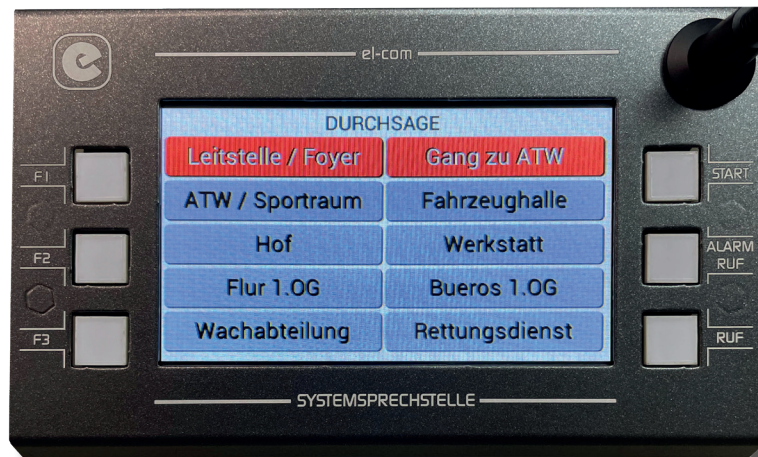 el-com
DURCHSAGE
Leitstelle / Foyer
Gang zu ATW
ATW / Sportraum
Fahrzeughalle
Hof
Werkstatt
Flur 1.OG
Bueros 1.OG
Wachabteilung
Rettungsdienst
F1
F2
F3
START
ALARM
RUF
RUF
SYSTEMSPRECHSTELLE